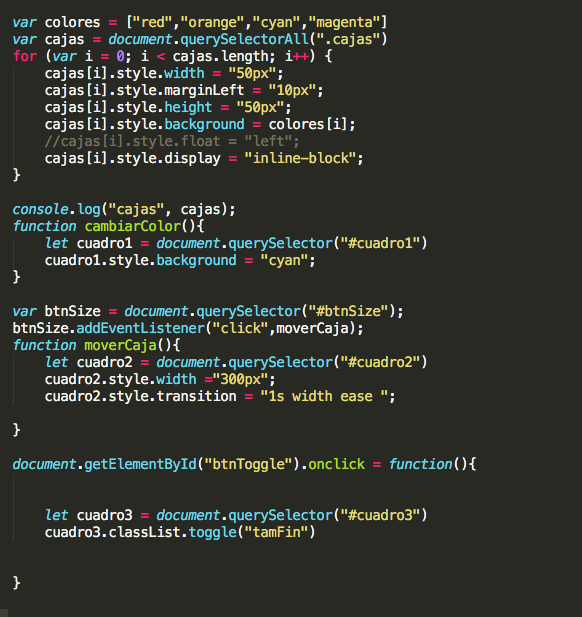 var colores = ["red","orange","cyan","magenta"]
var cajas = document.querySelectorAll(".cajas")
for (var i = 0; i < cajas.length; i++) {
    cajas[i].style.width = "50px";
    cajas[i].style.marginLeft = "10px";
    cajas[i].style.height = "50px";
    cajas[i].style.background = colores[i];
    //cajas[i].style.float = "left";
    cajas[i].style.display = "inline-block";
}
console.log("cajas", cajas);
function cambiarColor(){
    let cuadro1 = document.querySelector("#cuadro1")
    cuadro1.style.background = "cyan";
}
var btnSize = document.querySelector("#btnSize");
btnSize.addEventListener("click",moverCaja);
function moverCaja(){
    let cuadro2 = document.querySelector("#cuadro2")
    cuadro2.style.width ="300px";
    cuadro2.style.transition = "1s width ease ";
}
document.getElementById("btnToggle").onclick = function(){
    let cuadro3 = document.querySelector("#cuadro3")
    cuadro3.classList.toggle("tamFin")
}